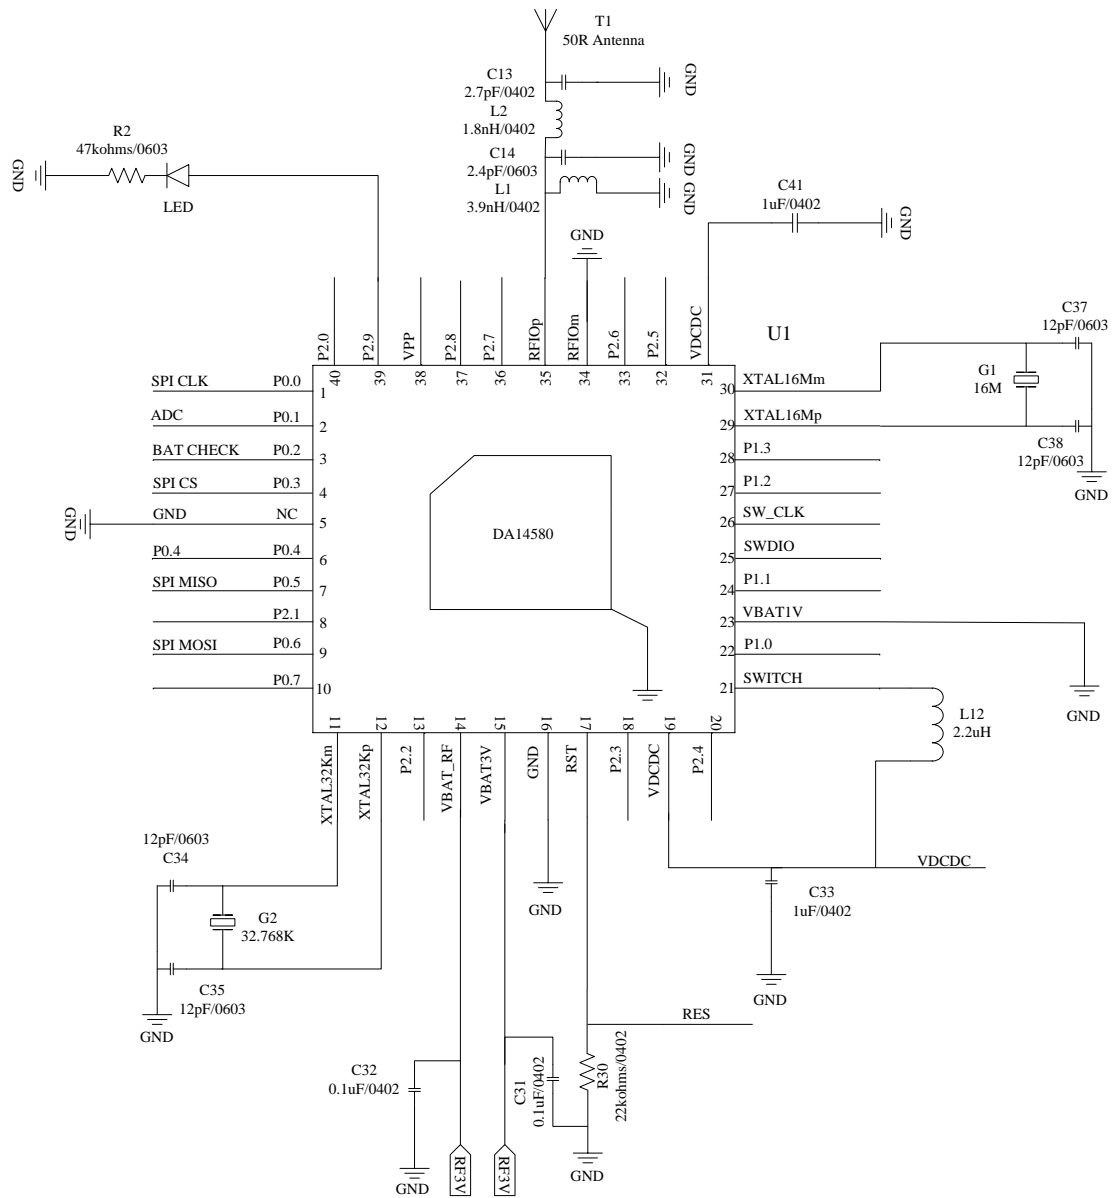 T1
50R Antenna
C13
2.7pF/0402
GND
L2
1.8nH/0402
C14
2.4pF/0603
GND
L1
3.9nH/0402
GND
R2
47kohms/0603
GND
LED
C41
1uF/0402
GND
GND
P2.0
P2.9
VPP
P2.8
P2.7
RFIOp
RFIOm
P2.6
P2.5
VDCDC
U1
40
39
38
37
36
35
34
33
32
31
C37
12pF/0603
G1
16M
C38
12pF/0603
GND
SPI CLK P0.0 1
ADC P0.1 2
BAT CHECK P0.2 3
SPI CS P0.3 4
GND GND NC 5
P0.4 P0.4 6
SPI MISO P0.5 7
P2.1 8
SPI MOSI P0.6 9
P0.7 10
DA14580
30 XTAL16Mm
29 XTAL16Mp
28 P1.3
27 P1.2
26 SW_CLK
25 SWDIO
24 P1.1
23 VBAT1V
22 P1.0
21 SWITCH
GND
L12
2.2uH
11
12
13
14
15
16
17
18
19
20
XTAL32Km
XTAL32Kp
P2.2
VBAT_RF
VBAT3V
GND
RST
P2.3
VDCDC
P2.4
12pF/0603
C34
G2
32.768K
C35
12pF/0603
GND
GND
VDCDC
C33
1uF/0402
GND
RES
C32
0.1uF/0402
C31
0.1uF/0402
R30
22kohms/0402
GND
RF3V
RF3V
GND